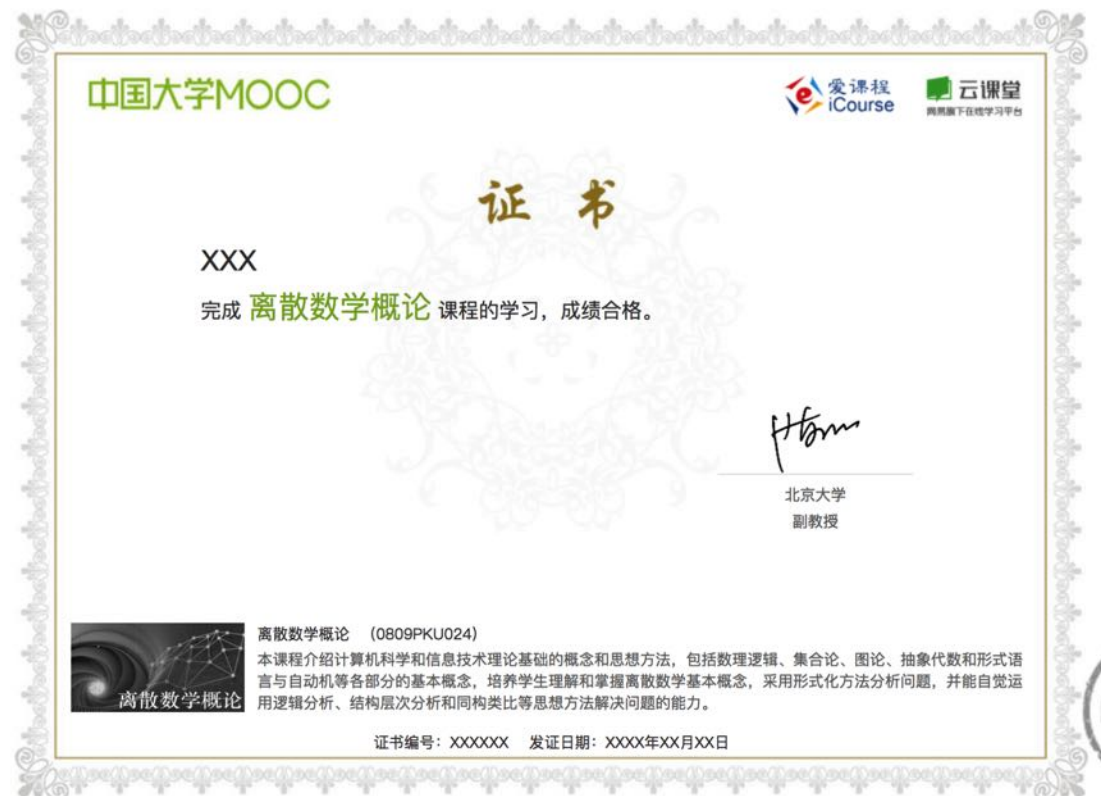 中国大学MOOC
爱课程
iCourse
云课堂
网易旗下在线学习平台
证 书
XXX
完成 离散数学概论 课程的学习，成绩合格。
北京大学
副教授
离散数学概论 （0809PKU024）
本课程介绍计算机科学和信息技术理论基础的概念和思想方法，包括数理逻辑、集合论、图论、抽象代数和形式语
言与自动机等各部分的基本概念，培养学生理解和掌握离散数学基本概念，采用形式化方法分析问题，并能自觉运
用逻辑分析、结构层次分析和同构类比等思想方法解决问题的能力。
离散数学概论
证书编号：XXXXXX 发证日期：XXXX年XX月XX日